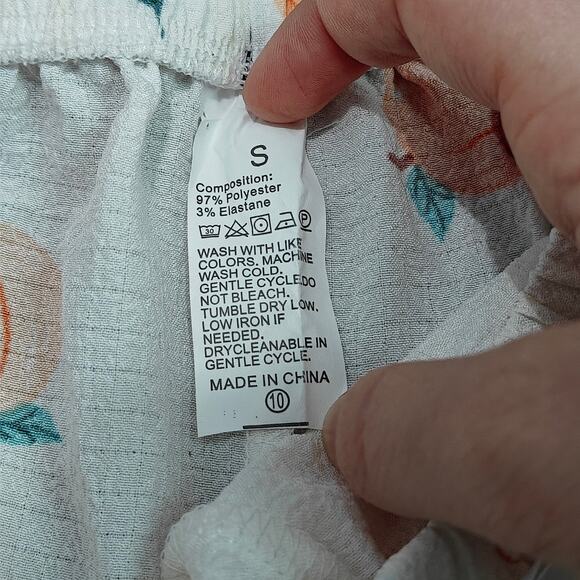 S
Composition:
97% Polyester
3% Elastane
30 P
WASH WITH LIKE
COLORS. MACHINE
WASH COLD.
GENTLE CYCLE.DO
NOT BLEACH.
TUMBLE DRY LOW.
LOW IRON IF
NEEDED.
DRYCLEANABLE IN
GENTLE CYCLE.
MADE IN CHINA
10